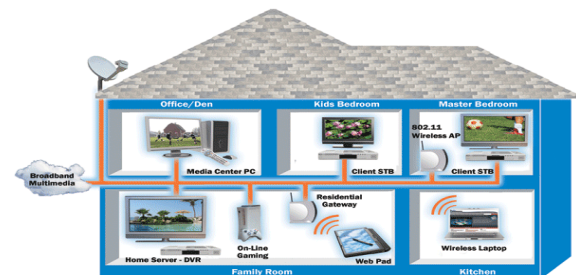 Office/Den
Kids Bedroom
Master Bedroom
802.11
Wireless AP
Media Center PC
Client STB
Client STB
Broadband
Multimedia
Residential
Gateway
On-Line
Gaming
Home Server - DVR
Web Pad
Wireless Laptop
Family Room
Kitchen